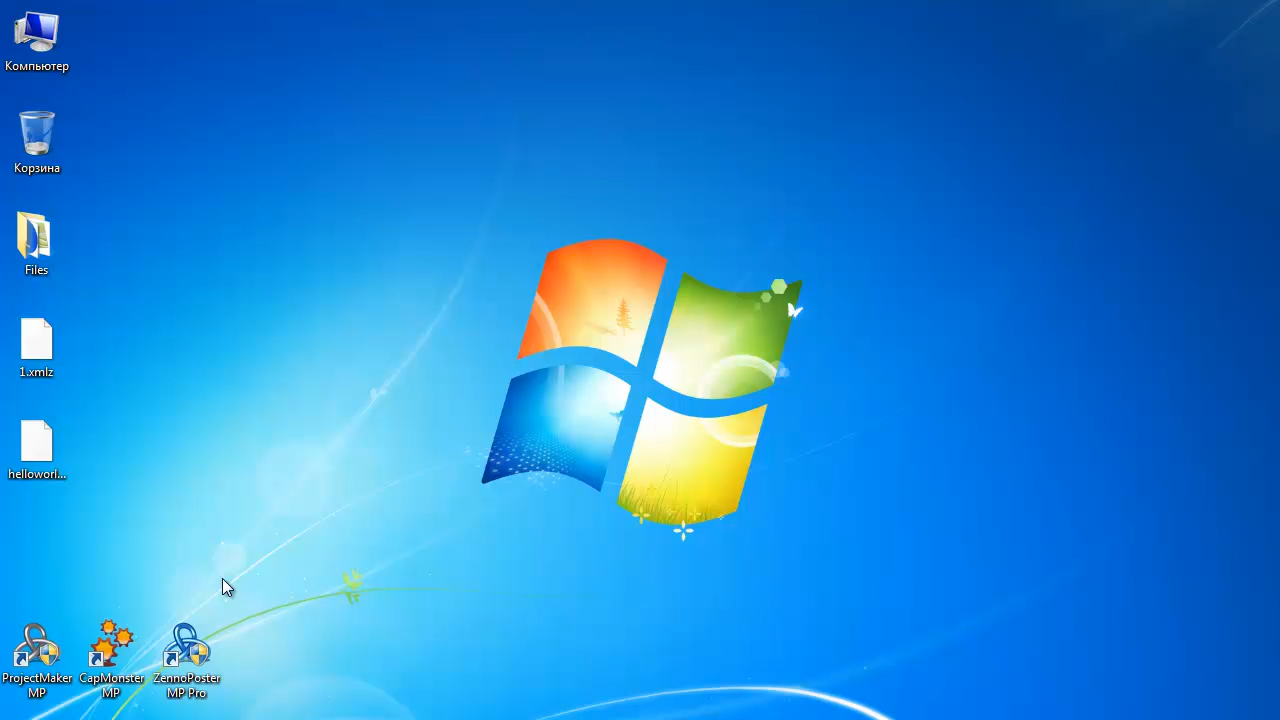 Компьютер
Корзина
Files
1.xmlz
helloworl...
ProjectMaker
MP
CapMonster
MP
ZennoPoster
MP Pro